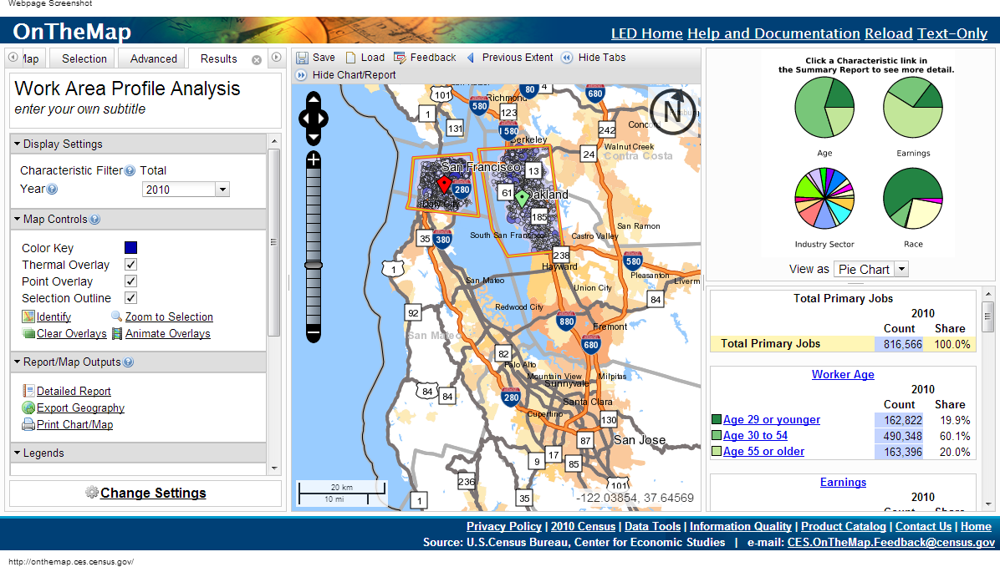 Webpage Screenshot
OnTheMap
LED Home Help and Documentation Reload Text-Only
Map Selection Advanced Results
Work Area Profile Analysis
enter your own subtitle
Display Settings
Characteristic Filter Total
Year 2010
Map Controls
Color Key
Thermal Overlay
Point Overlay
Selection Outline
Identify Zoom to Selection
Clear Overlays Animate Overlays
Report/Map Outputs
Detailed Report
Export Geography
Print Chart/Map
Legends
Change Settings
Save Load Feedback Previous Extent Hide Tabs
Hide Chart/Report
101
80
4
680
Richmond
580
1
123
131
580
N
Concord
242
Berkeley
Walnut Creek
24
Contra Costa
San Francisco
13
280
61
Oakland
Daly City
185
San Ramon
South San Francisco
Castro Valley
35
380
238
Hayward
580
1
Pleasanton
Liverm
San Mateo
Union City
84
Redwood City
92
880
Fremont
San Mateo
680
82
Palo Alto
Mountain View
Milpitas
Sunnyvale
84
84
280
Santa Clara
Cupertino
130
87
San Jose
17
9
85
236
101
35
1
20 km
10 mi
-122.03854, 37.64569
Click a Characteristic link in
the Summary Report to see more detail.
Age
Earnings
Industry Sector
Race
View as Pie Chart
Total Primary Jobs
2010
Count Share
Total Primary Jobs 816,566 100.0%
Worker Age
2010
Count Share
Age 29 or younger 162,822 19.9%
Age 30 to 54 490,348 60.1%
Age 55 or older 163,396 20.0%
Earnings
2010
Count Share
Privacy Policy | 2010 Census | Data Tools | Information Quality | Product Catalog | Contact Us | Home
Source: U.S.Census Bureau, Center for Economic Studies | e-mail: CES.OnTheMap.Feedback@census.gov
http://onthemap.ces.census.gov/